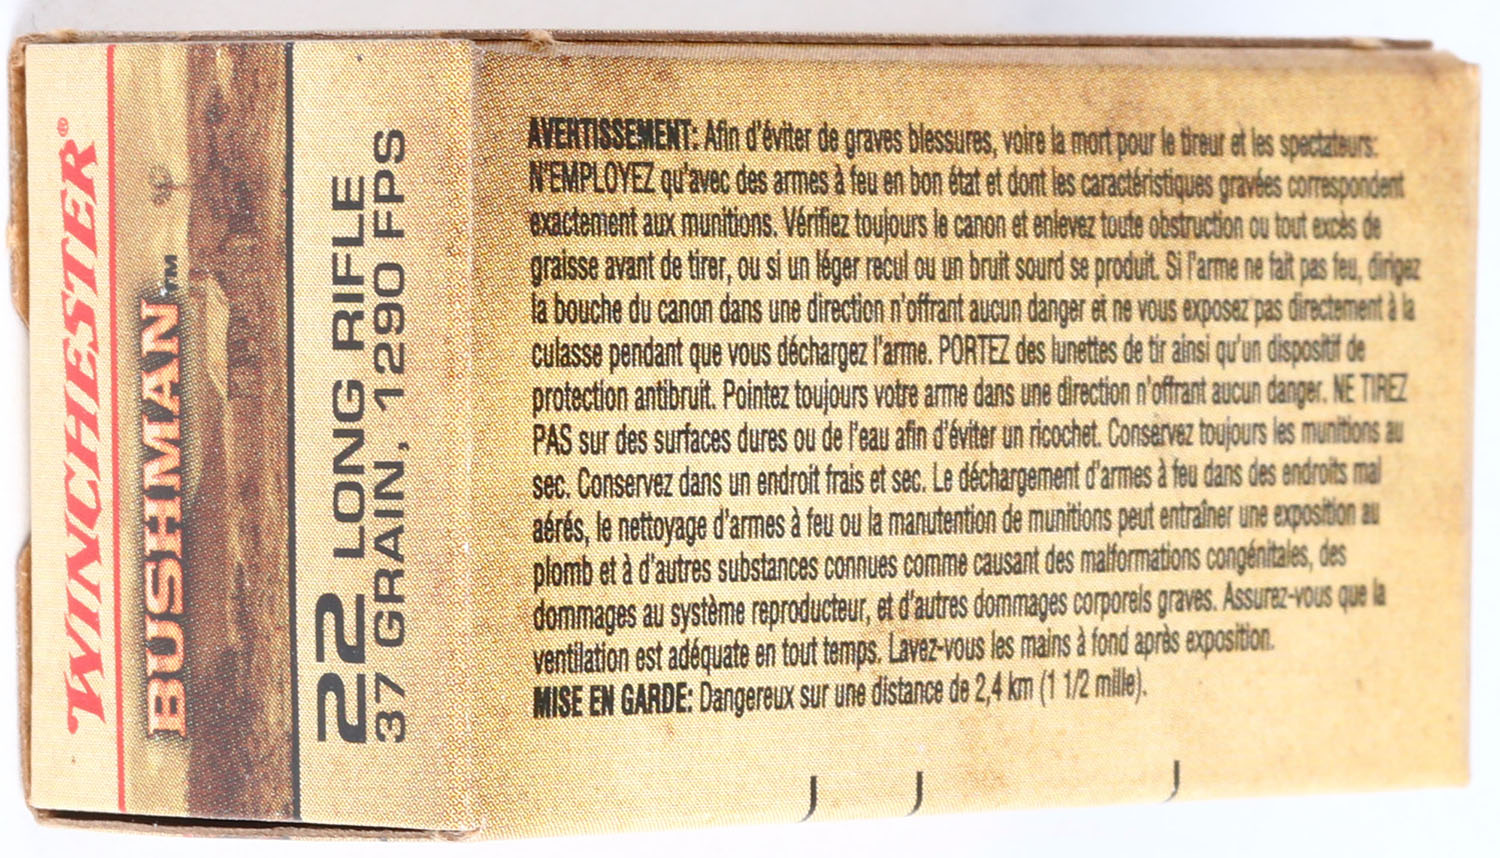 WINCHESTER®
BUSHMAN™
22 LONG RIFLE
37 GRAIN, 1290 FPS
AVERTISSEMENT: Afin d'éviter de graves blessures, voire la mort pour le tireur et les spectateurs:
N'EMPLOYEZ qu'avec des armes à feu en bon état et dont les caractéristiques gravées correspondent
exactement aux munitions. Vérifiez toujours le canon et enlevez toute obstruction ou tout excès de
graisse avant de tirer, ou si un léger recul ou un bruit sourd se produit. Si l'arme ne fait pas feu, dirigez
la bouche du canon dans une direction n'offrant aucun danger et ne vous exposez pas directement à la
culasse pendant que vous déchargez l'arme. PORTEZ des lunettes de tir ainsi qu'un dispositif de
protection antibruit. Pointez toujours votre arme dans une direction n'offrant aucun danger. NE TIREZ
PAS sur des surfaces dures ou de l'eau afin d'éviter un ricochet. Conservez toujours les munitions au
sec. Conservez dans un endroit frais et sec. Le déchargement d'armes à feu dans des endroits mal
aérés, le nettoyage d'armes à feu ou la manutention de munitions peut entraîner une exposition au
plomb et à d'autres substances connues comme causant des malformations congénitales, des
dommages au système reproducteur, et d'autres dommages corporels graves. Assurez-vous que la
ventilation est adéquate en tout temps. Lavez-vous les mains à fond après exposition.
MISE EN GARDE: Dangereux sur une distance de 2,4 km (1 1/2 mille).